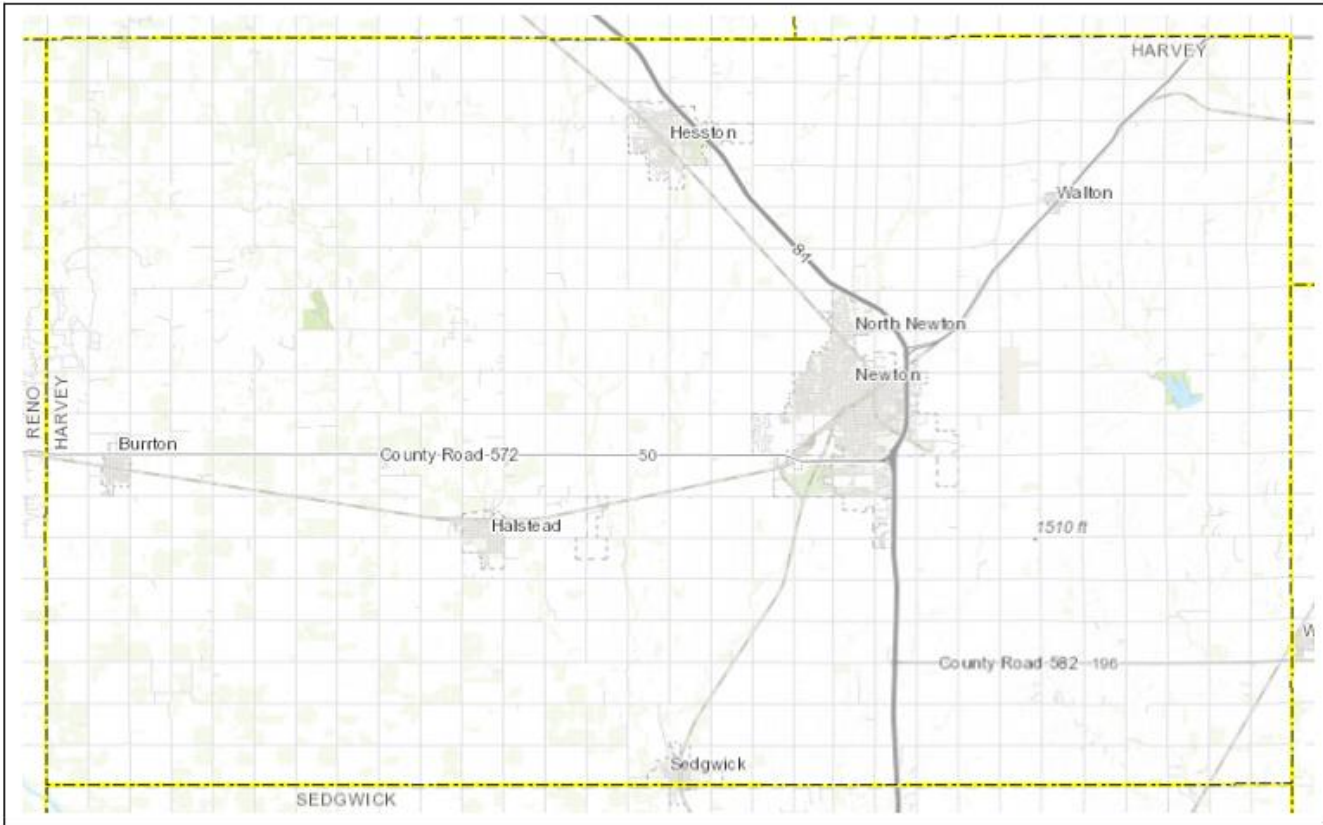 HARVEY
Hesston
Walton
81
North Newton
Newton
RENO
HARVEY
Burrton
County Road 572
50
Halstead
1510 ft
County Road 582
196
W
Sedgwick
SEDGWICK